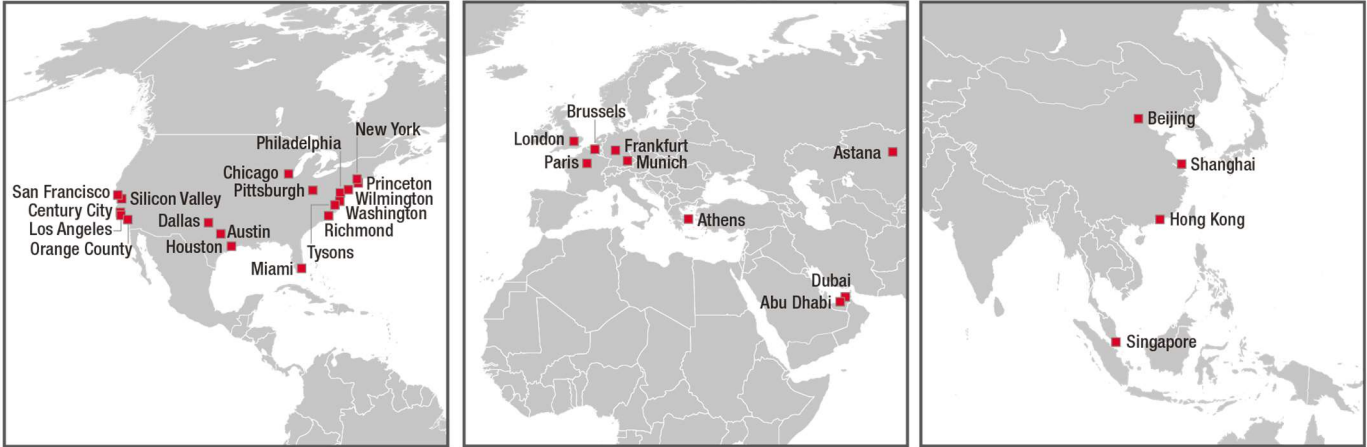 New York
Philadelphia
Chicago
Pittsburgh
Princeton
San Francisco
Silicon Valley
Wilmington
Century City
Washington
Los Angeles
Dallas
Richmond
Austin
Orange County
Houston
Tysons
Miami
Brussels
London
Frankfurt
Paris
Munich
Astana
Athens
Dubai
Abu Dhabi
Beijing
Shanghai
Hong Kong
Singapore